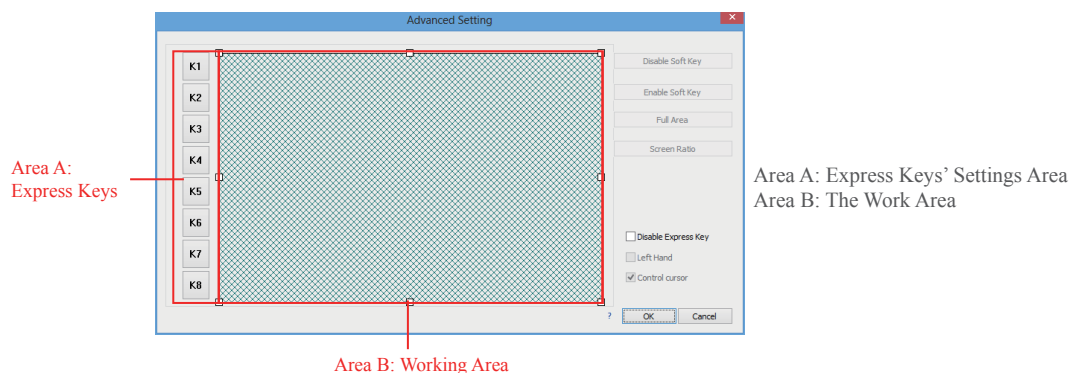 Advanced Setting
K1
K2
K3
K4
K5
K6
K7
K8
Disable Soft Key
Enable Soft Key
Full Area
Screen Ratio
Disable Express Key
Left Hand
Control cursor
?
OK
Cancel
Area A:
Express Keys
Area B: Working Area
Area A: Express Keys’ Settings Area
Area B: The Work Area